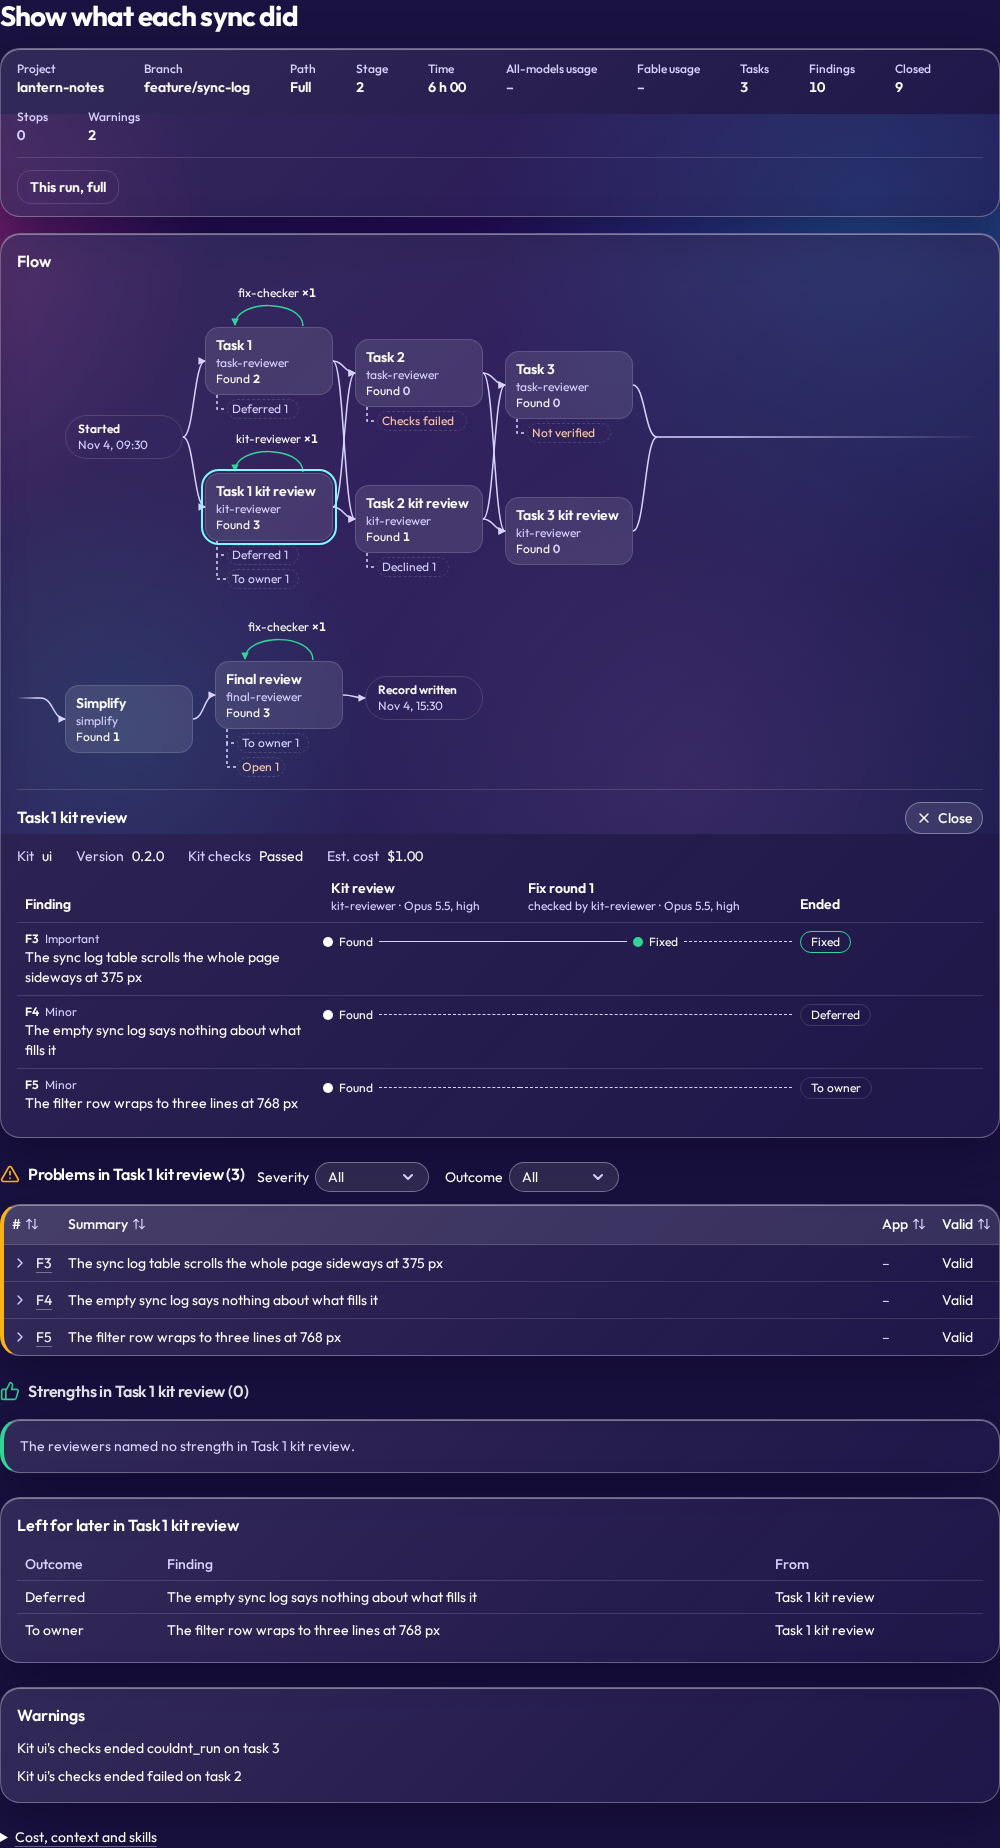 Show what each sync did
Project Branch Path Stage Time All-models usage Fable usage Tasks Findings Closed
lantern-notes feature/sync-log Full 2 6 h 00 – – 3 10 9
Stops Warnings
0 2
This run, full
Flow
fix-checker ×1
Task 1
task-reviewer
Found 2
Deferred 1
Task 2
task-reviewer
Found 0
Checks failed
Task 3
task-reviewer
Found 0
Not verified
Started
Nov 4, 09:30
kit-reviewer ×1
Task 1 kit review
kit-reviewer
Found 3
Deferred 1
To owner 1
Task 2 kit review
kit-reviewer
Found 1
Declined 1
Task 3 kit review
kit-reviewer
Found 0
fix-checker ×1
Simplify
simplify
Found 1
Final review
final-reviewer
Found 3
To owner 1
Open 1
Record written
Nov 4, 15:30
Task 1 kit review Close
Kit ui Version 0.2.0 Kit checks Passed Est. cost $1.00
Finding Kit review Fix round 1 Ended
kit-reviewer · Opus 5.5, high checked by kit-reviewer · Opus 5.5, high
F3 Important Found Fixed Fixed
The sync log table scrolls the whole page
sideways at 375 px
F4 Minor Found Deferred
The empty sync log says nothing about what
fills it
F5 Minor Found To owner
The filter row wraps to three lines at 768 px
Problems in Task 1 kit review (3) Severity All Outcome All
# Summary App Valid
F3 The sync log table scrolls the whole page sideways at 375 px – Valid
F4 The empty sync log says nothing about what fills it – Valid
F5 The filter row wraps to three lines at 768 px – Valid
Strengths in Task 1 kit review (0)
The reviewers named no strength in Task 1 kit review.
Left for later in Task 1 kit review
Outcome Finding From
Deferred The empty sync log says nothing about what fills it Task 1 kit review
To owner The filter row wraps to three lines at 768 px Task 1 kit review
Warnings
Kit ui's checks ended couldnt_run on task 3
Kit ui's checks ended failed on task 2
Cost, context and skills